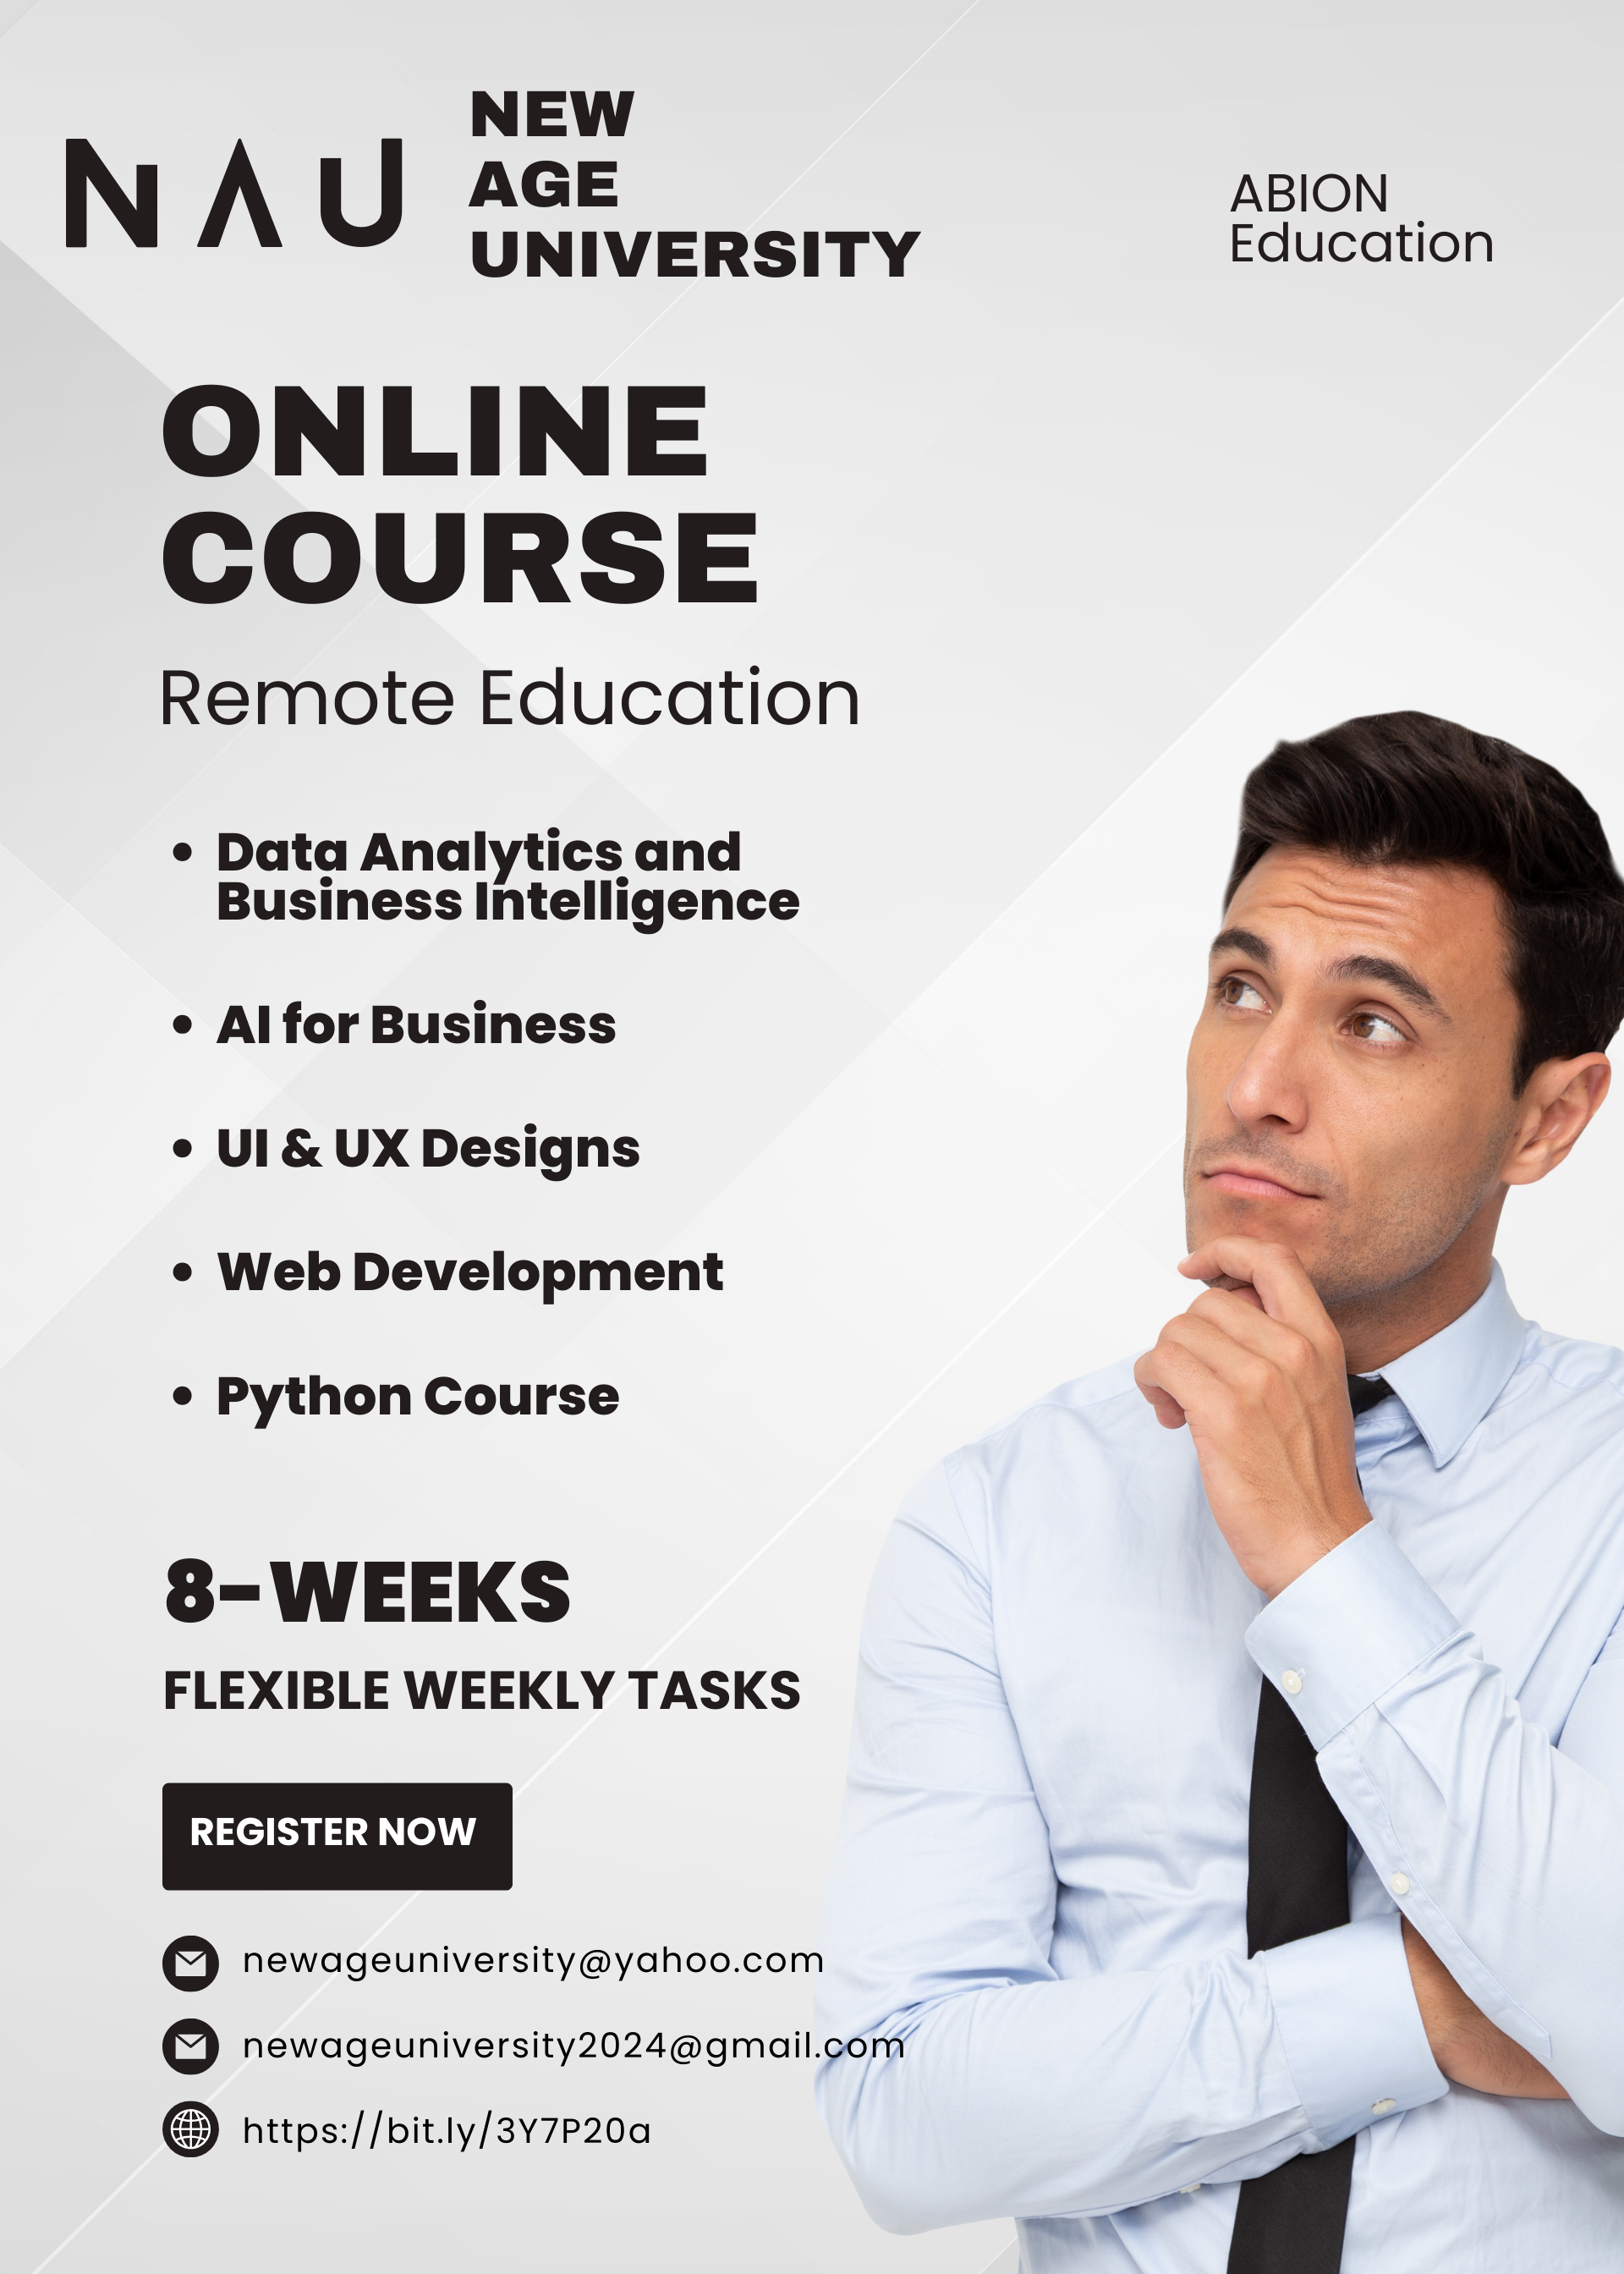 NAU
NEW
AGE
UNIVERSITY
ABION
Education
ONLINE
COURSE
Remote Education
• Data Analytics and
Business Intelligence
• AI for Business
• UI & UX Designs
• Web Development
• Python Course
8-WEEKS
FLEXIBLE WEEKLY TASKS
REGISTER NOW
newageuniversity@yahoo.com
newageuniversity2024@gmail.com
https://bit.ly/3Y7P20a